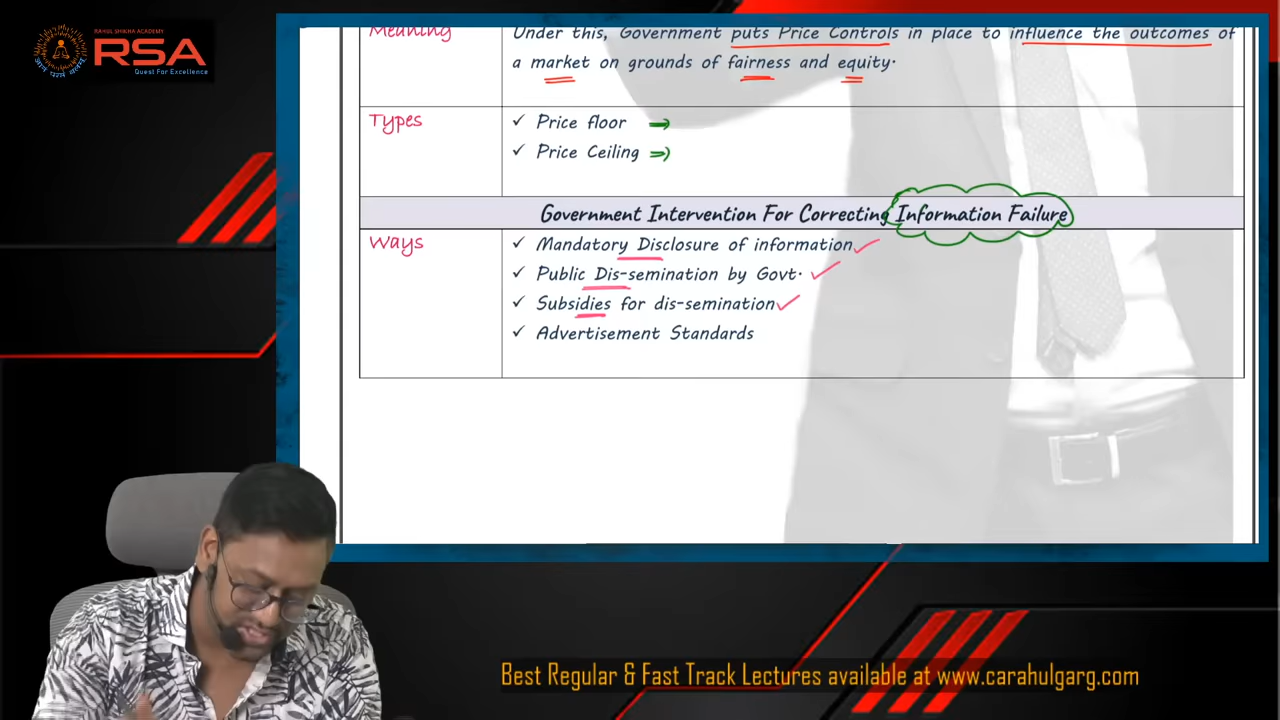 RAHUL SHIKHA ACADEMY
RSA
Quest For Excellence
Meaning
Under this, Government puts Price Controls in place to influence the outcomes of
a market on grounds of fairness and equity.
Types
✓ Price floor ⇒
✓ Price Ceiling ⇒
Government Intervention For Correcting Information Failure
Ways
✓ Mandatory Disclosure of information
✓ Public Dis-semination by Govt.
✓ Subsidies for dis-semination
✓ Advertisement Standards
Best Regular & Fast Track Lectures available at www.carahulgarg.com